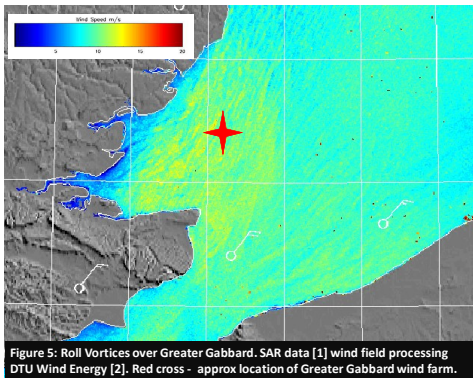 Wind Speed m/s
5 10 15 20
Figure 5: Roll Vortices over Greater Gabbard. SAR data [1] wind field processing
DTU Wind Energy [2]. Red cross - approx location of Greater Gabbard wind farm.